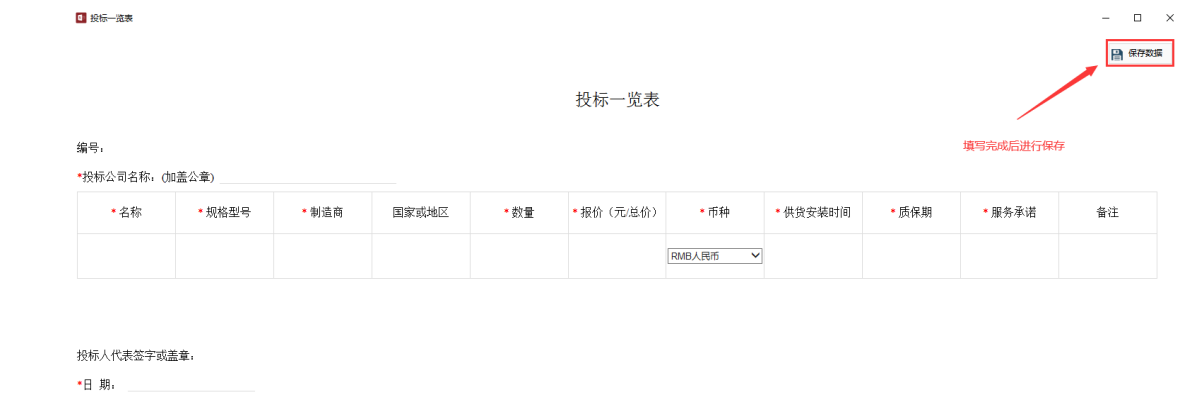 投标一览表
保存数据
投标一览表
填写完成后进行保存
编号：
*投标公司名称：(加盖公章)
*名称 *规格型号 *制造商 国家或地区 *数量 *报价（元/总价） *币种 *供货安装时间 *质保期 *服务承诺 备注
RMB人民币
投标人代表签字或盖章：
*日 期：